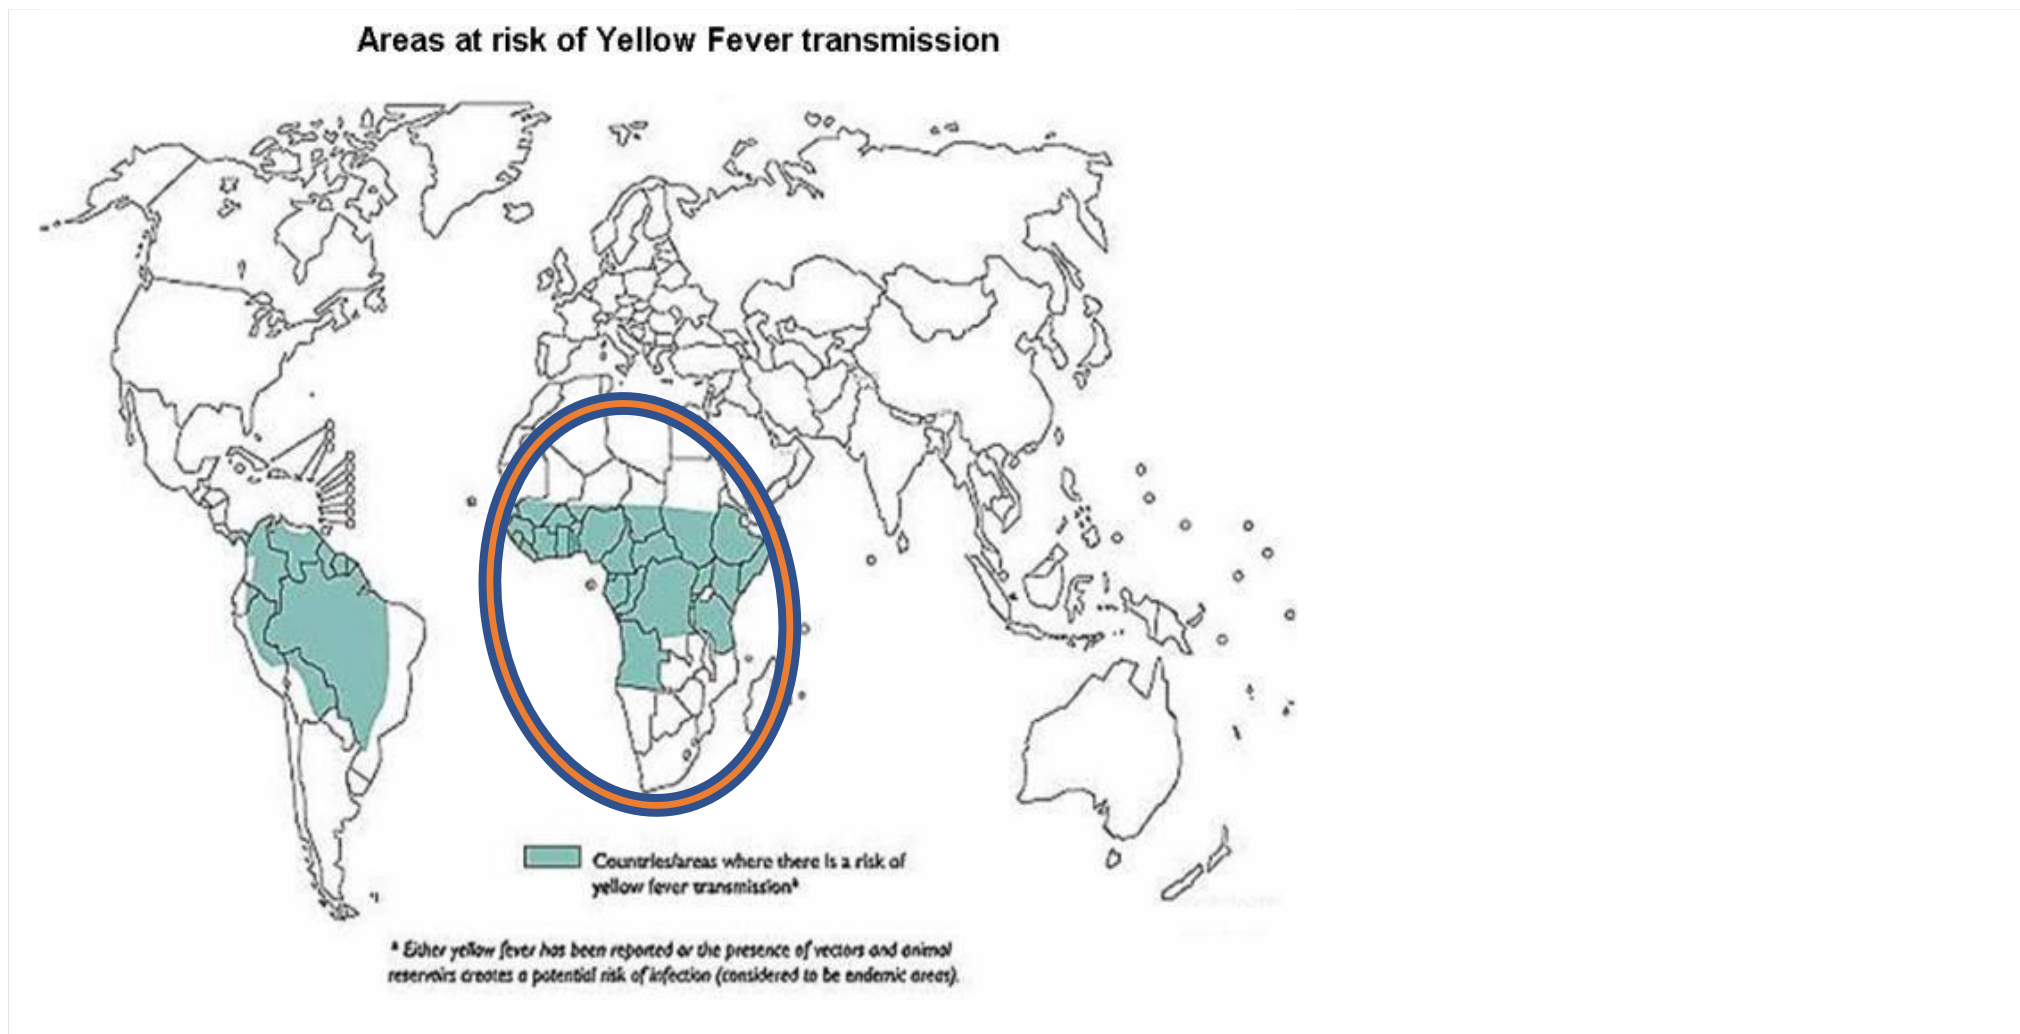 Areas at risk of Yellow Fever transmission
Countries/areas where there is a risk of
yellow fever transmission*
* Either yellow fever has been reported or the presence of vectors and animal
reservoirs creates a potential risk of infection (considered to be endemic areas).